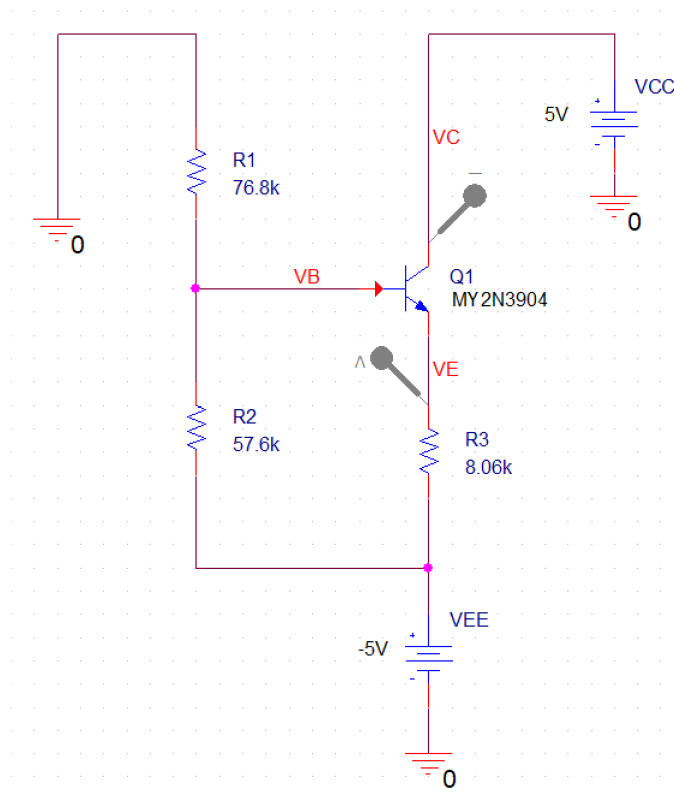 VCC
5V
+
-
0
R1
76.8k
0
VC
-
VB
Q1
MY2N3904
VE
R2
57.6k
R3
8.06k
VEE
-5V
+
-
0